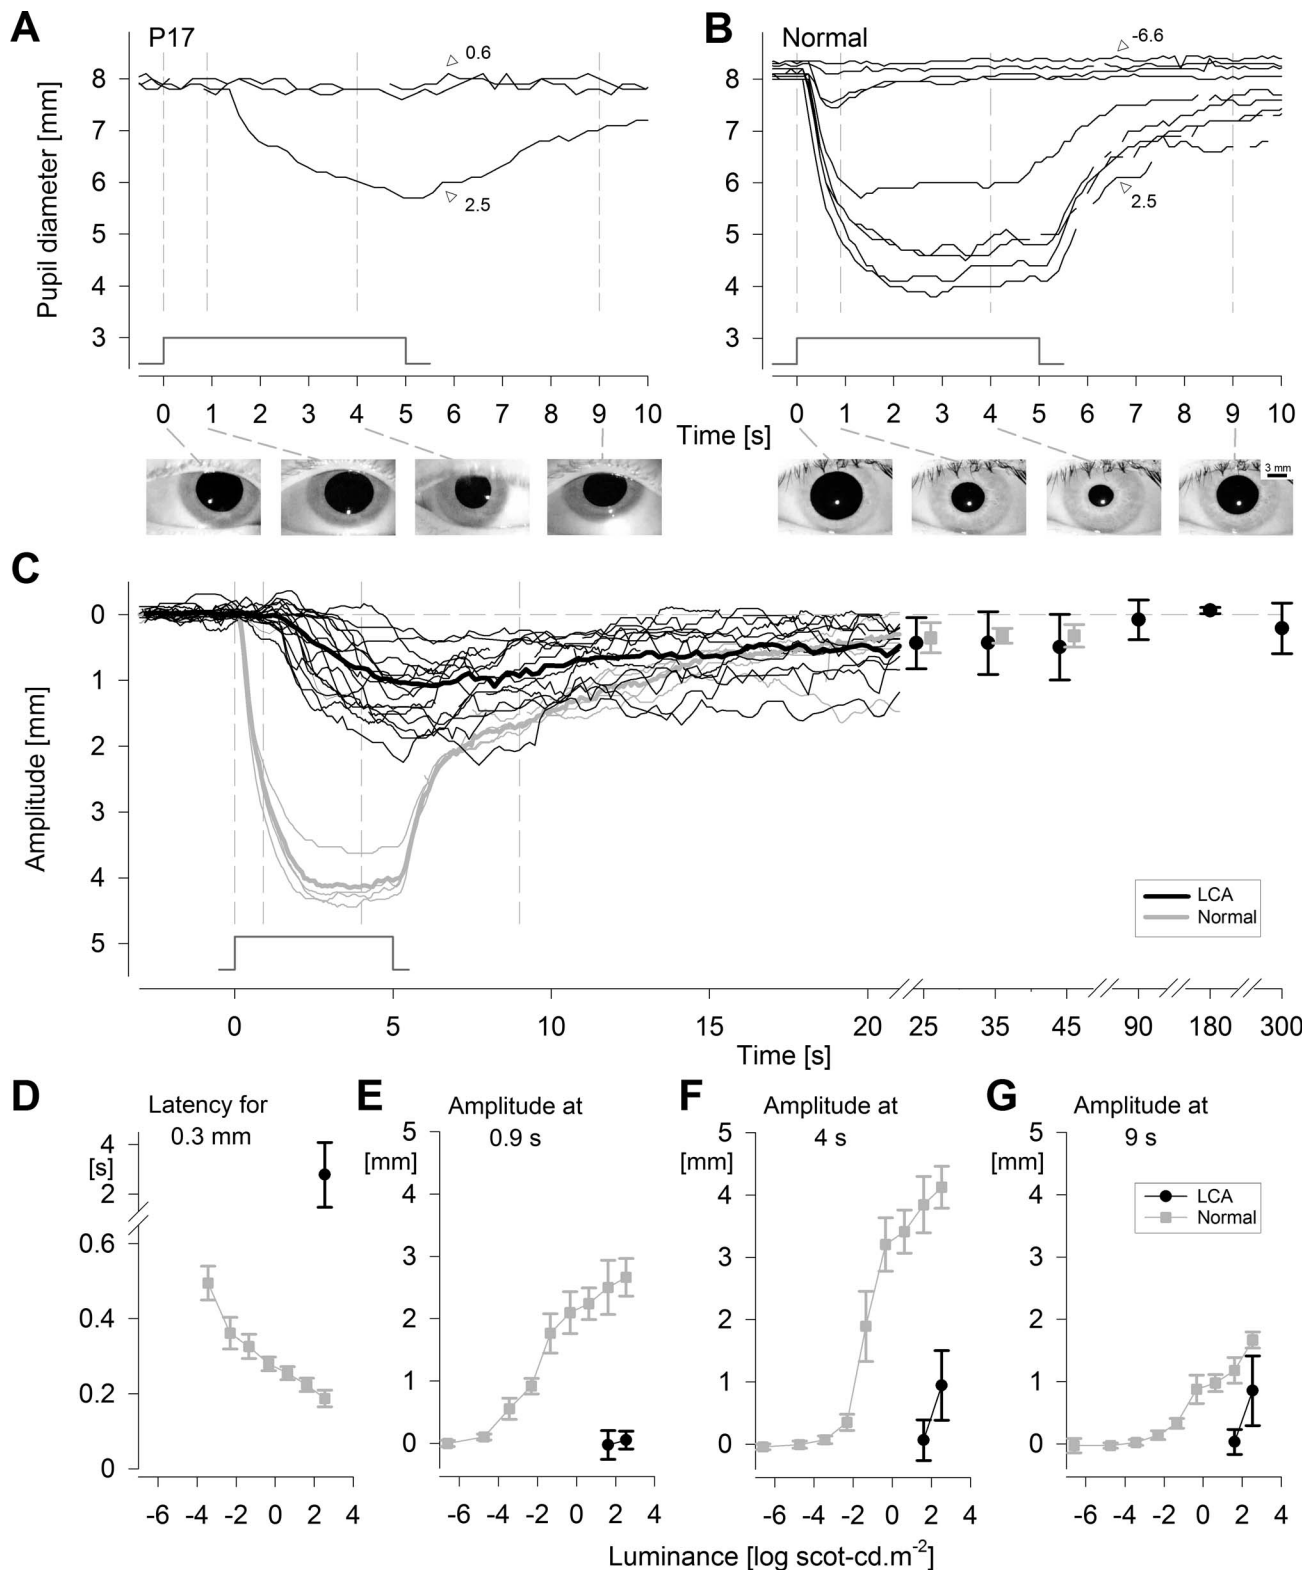 A
P17
0.6
2.5
Pupil diameter [mm]
8
7
6
5
4
3
0 1 2 3 4 5 6 7 8 9 10
B
Normal
-6.6
2.5
8
7
6
5
4
3
0 1 2 3 4 5 6 7 8 9 10
Time [s]
3 mm
C
Amplitude [mm]
0
1
2
3
4
5
LCA
Normal
0 5 10 15 20 25 35 45 90 180 300
Time [s]
D
Latency for
0.3 mm
[s]
4
2
0.6
0.4
0.2
0
-6 -4 -2 0 2 4
E
Amplitude at
0.9 s
[mm]
5
4
3
2
1
0
-6 -4 -2 0 2 4
F
Amplitude at
4 s
[mm]
5
4
3
2
1
0
-6 -4 -2 0 2 4
G
Amplitude at
9 s
[mm]
5
4
3
2
1
0
LCA
Normal
-6 -4 -2 0 2 4
Luminance [log scot-cd.m-2]